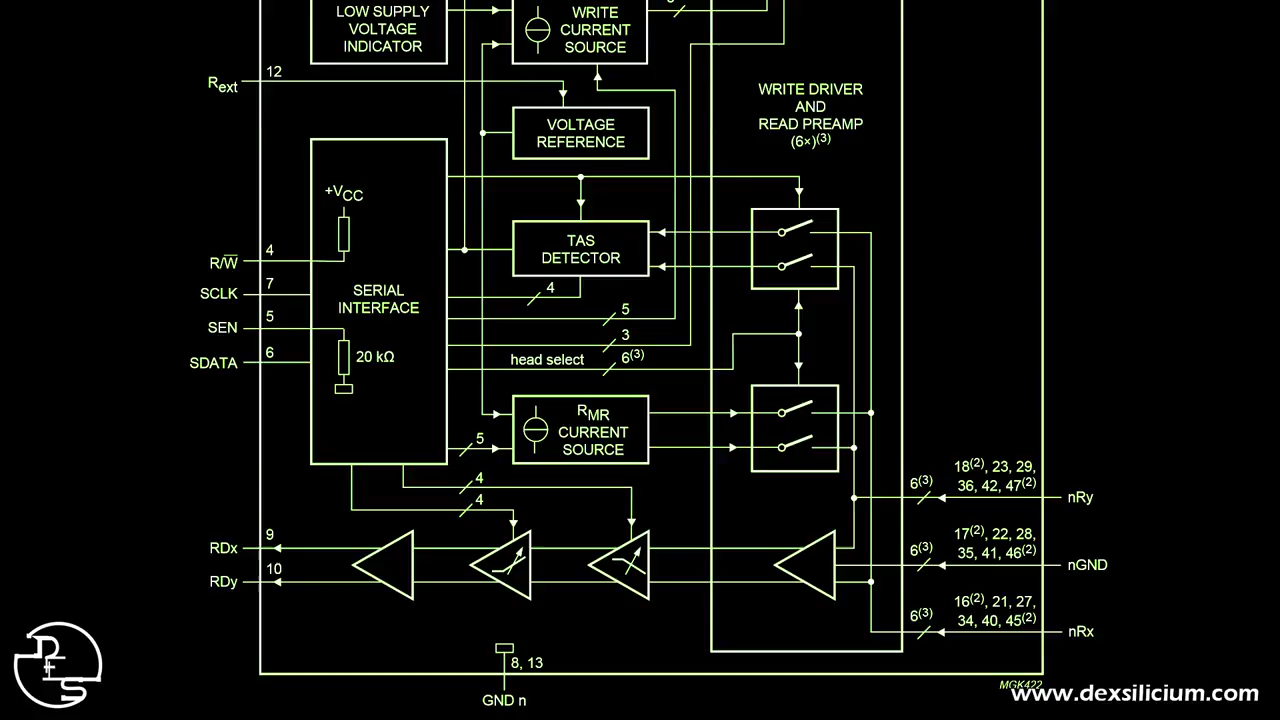 LOW SUPPLY
VOLTAGE
INDICATOR
WRITE
CURRENT
SOURCE
Rext
12
VOLTAGE
REFERENCE
WRITE DRIVER
AND
READ PREAMP
(6×)(3)
+VCC
R/W̅
4
SCLK
7
SEN
5
SDATA
6
SERIAL
INTERFACE
20 kΩ
TAS
DETECTOR
4
5
3
head select
6(3)
RMR
CURRENT
SOURCE
5
4
4
RDx
9
RDy
10
6(3)
18(2), 23, 29,
36, 42, 47(2)
nRy
6(3)
17(2), 22, 28,
35, 41, 46(2)
nGND
6(3)
16(2), 21, 27,
34, 40, 45(2)
nRx
8, 13
GND n
MGK422
www.dexsilicium.com